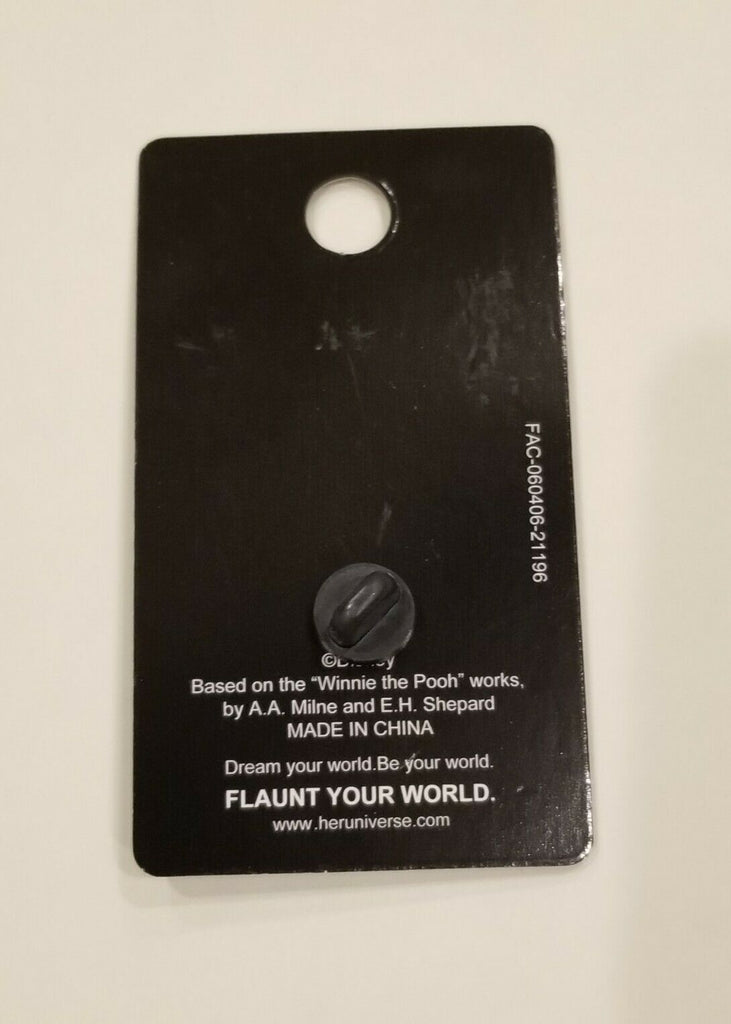 FAC-060406-21196
Based on the “Winnie the Pooh” works,
by A.A. Milne and E.H. Shepard
MADE IN CHINA
Dream your world.Be your world.
FLAUNT YOUR WORLD.
www.heruniverse.com